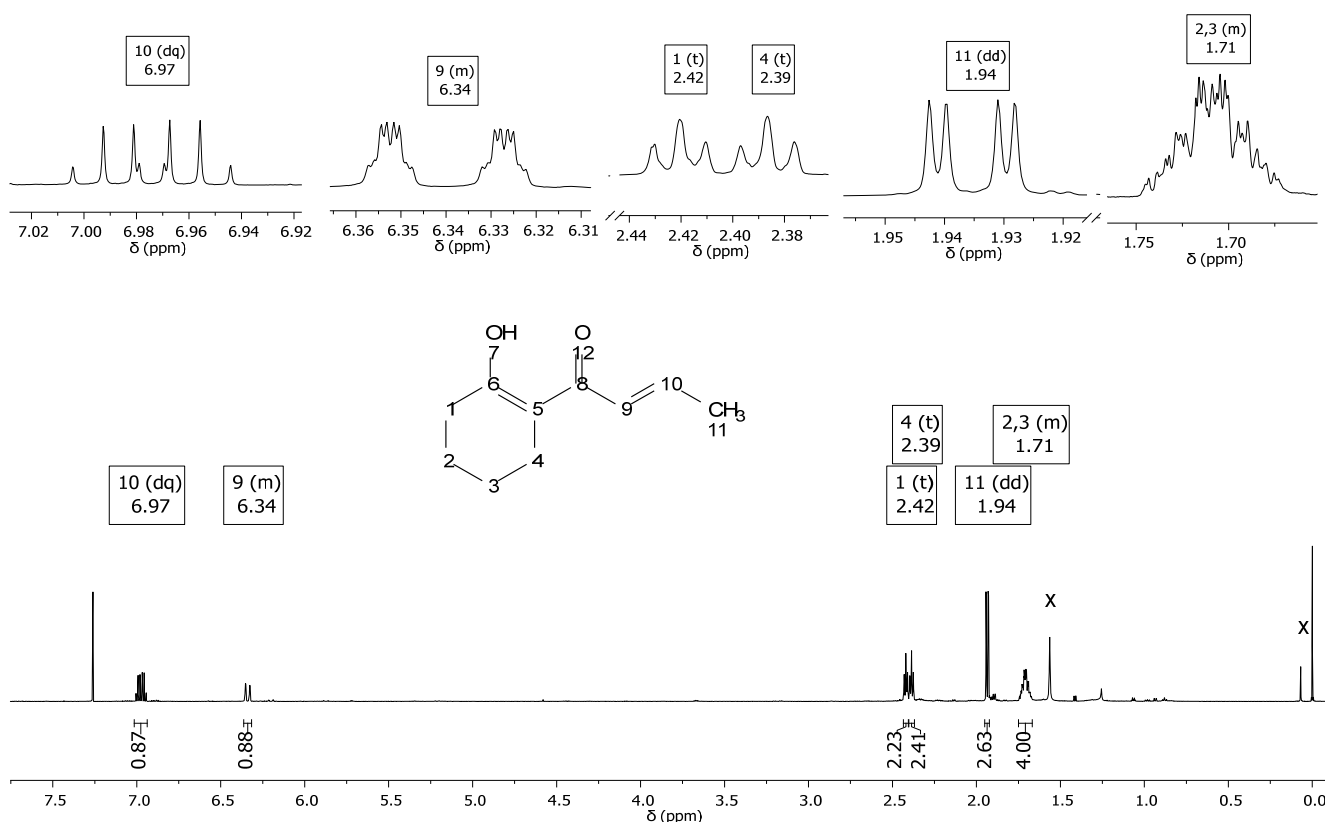 10 (dq)
6.97
9 (m)
6.34
1 (t)
2.42
4 (t)
2.39
11 (dd)
1.94
2,3 (m)
1.71
7.02 7.00 6.98 6.96 6.94 6.92
δ (ppm)
6.36 6.35 6.34 6.33 6.32 6.31
δ (ppm)
2.44 2.42 2.40 2.38
δ (ppm)
1.95 1.94 1.93 1.92
δ (ppm)
1.75 1.70
δ (ppm)
OH
7
O
12
6
8
10
1
5
9
CH3
11
2
4
3
4 (t)
2.39
2,3 (m)
1.71
10 (dq)
6.97
9 (m)
6.34
1 (t)
2.42
11 (dd)
1.94
X
X
0.87
0.88
2.23
2.41
2.63
4.00
7.5 7.0 6.5 6.0 5.5 5.0 4.5 4.0 3.5 3.0 2.5 2.0 1.5 1.0 0.5 0.0
δ (ppm)